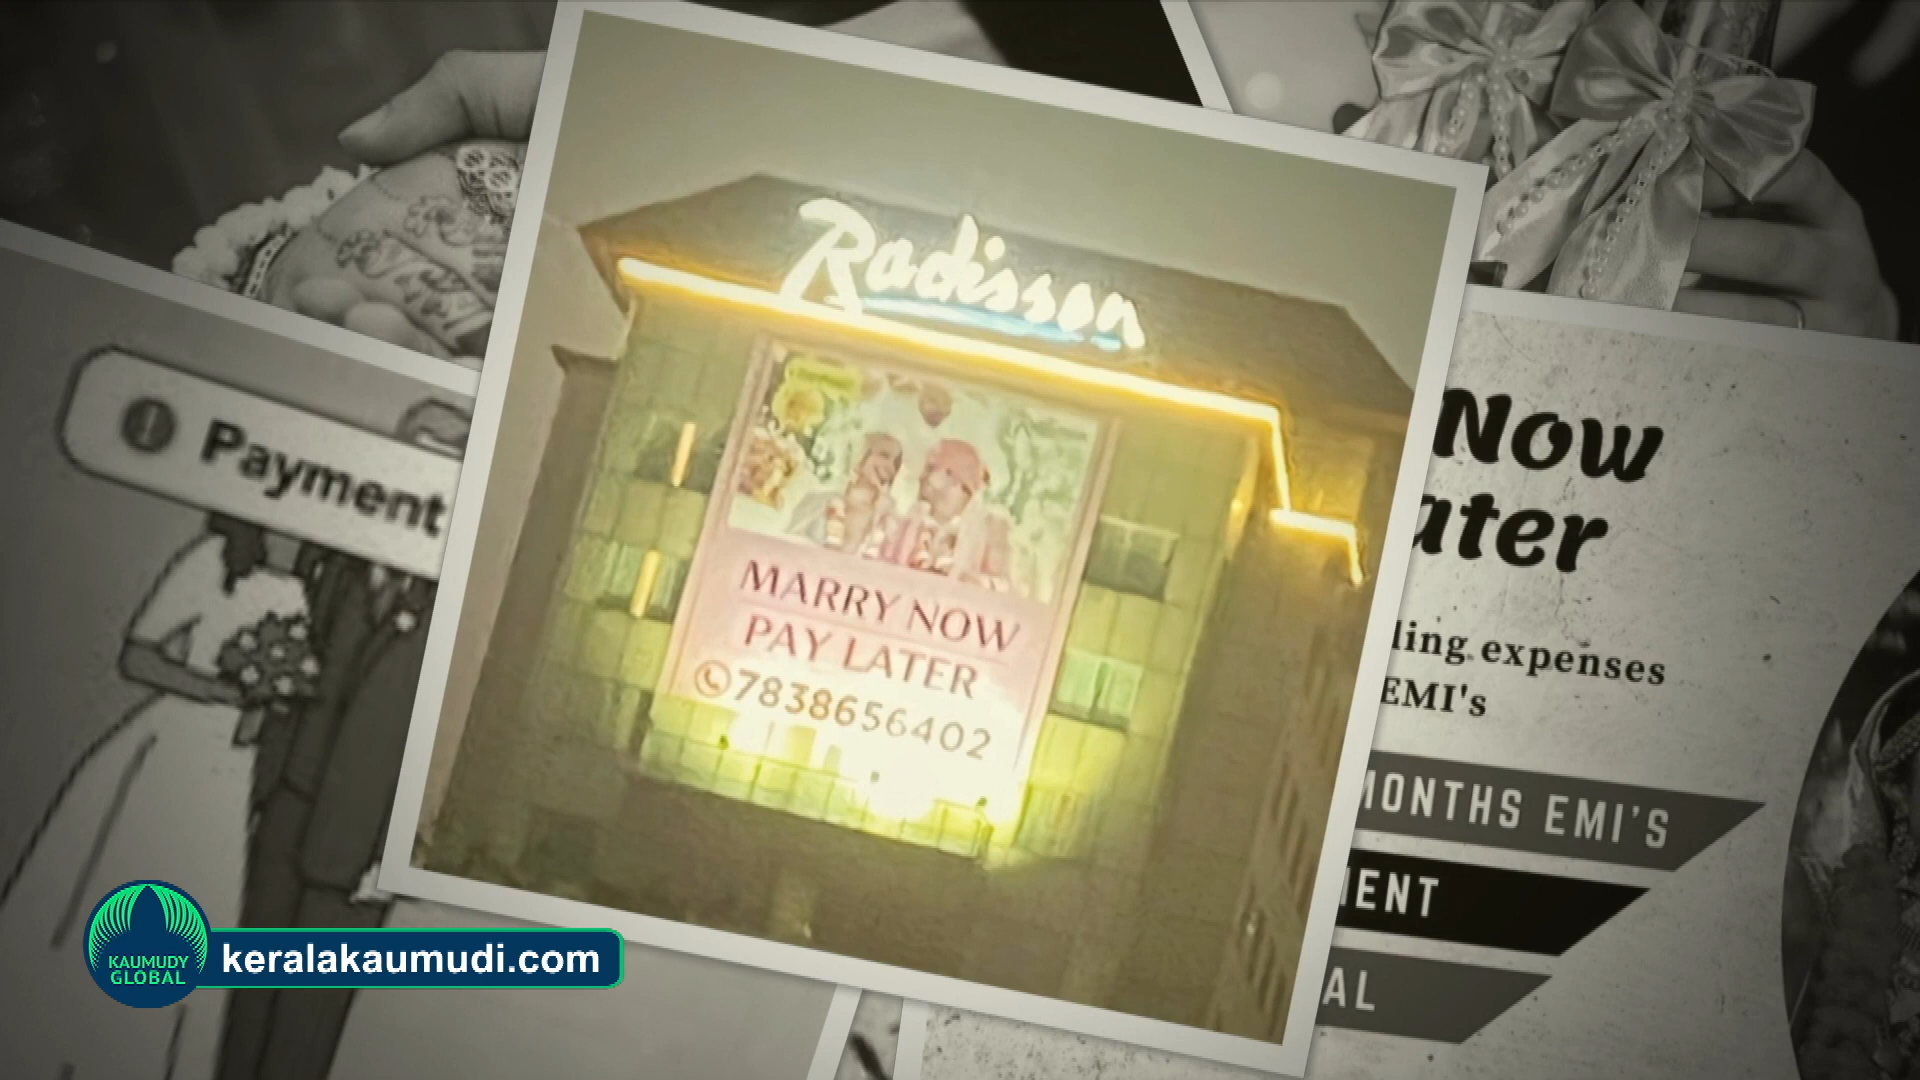 Radisson
MARRY NOW
PAY LATER
7838656402
Payment
Now
ater
ling expenses
EMI's
MONTHS EMI'S
ENT
AL
KAUMUDY
GLOBAL
keralakaumudi.com